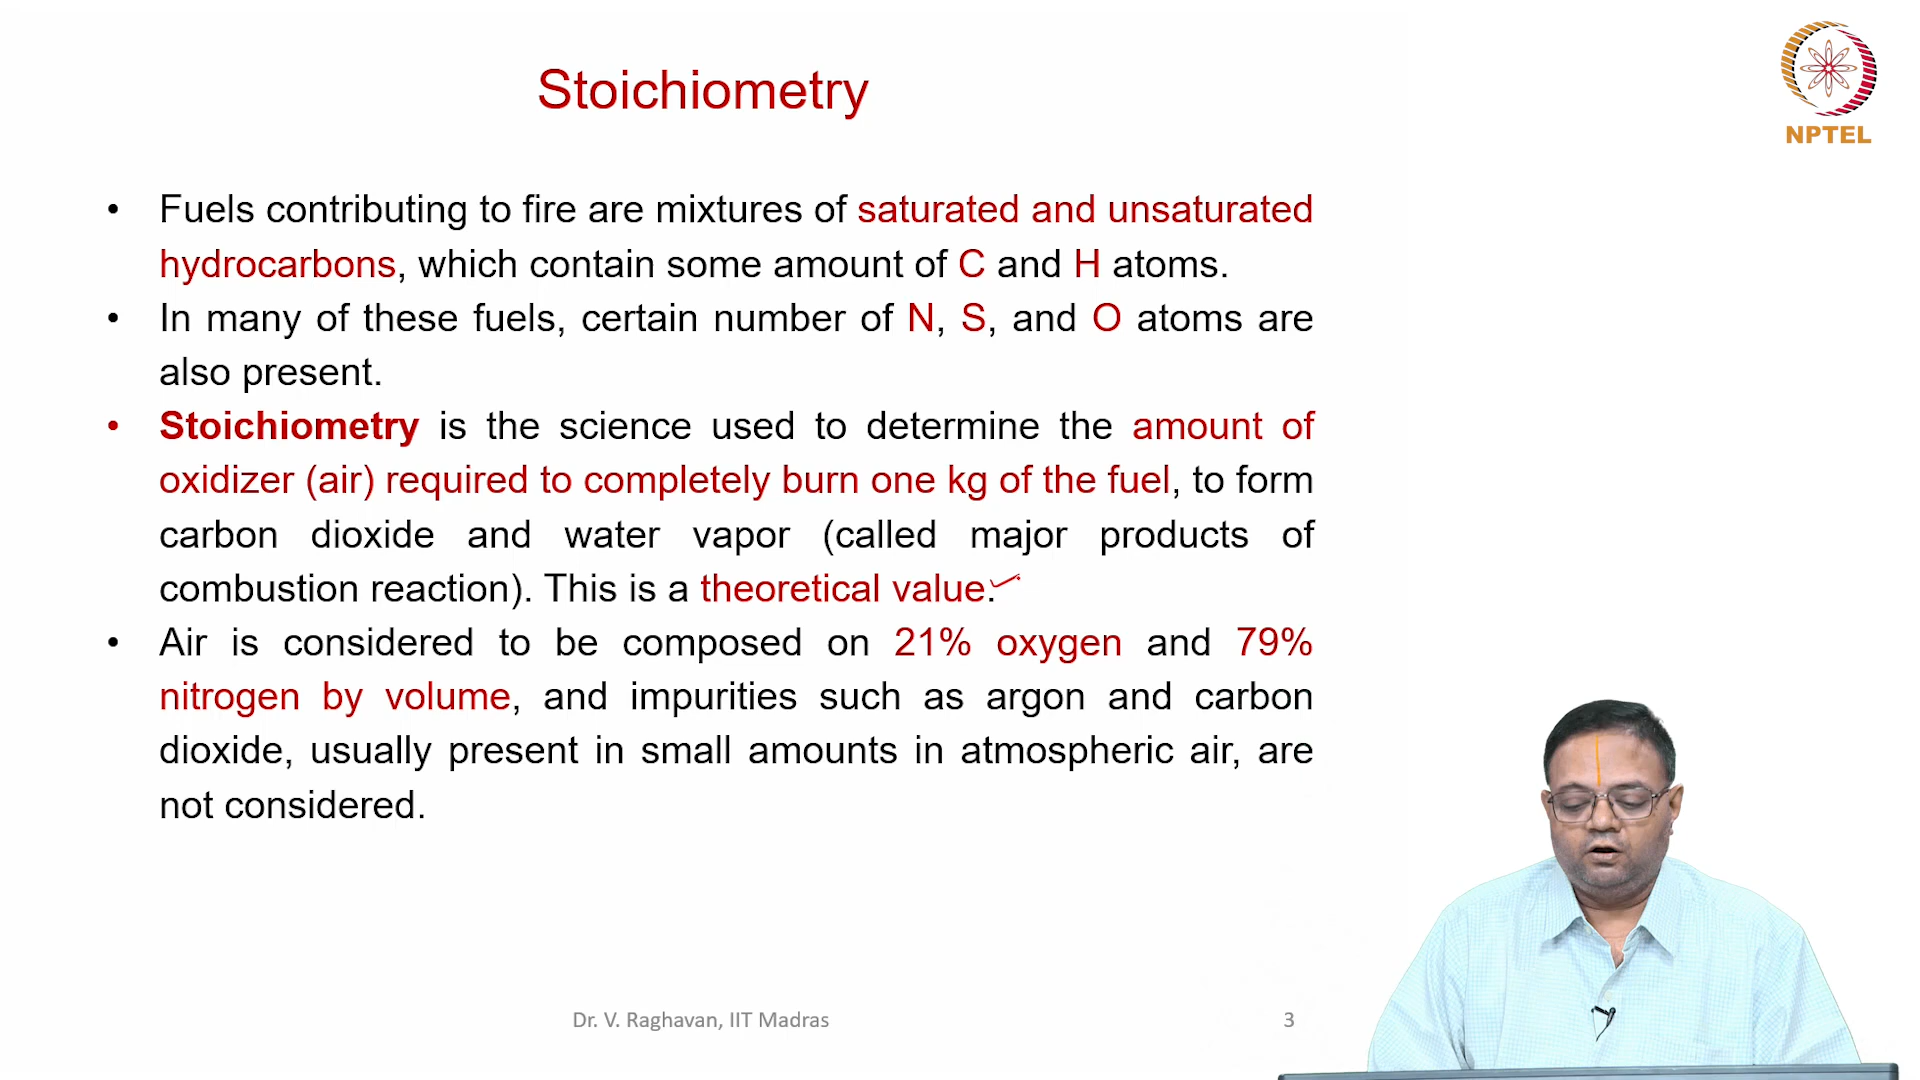 Stoichiometry
NPTEL
• Fuels contributing to fire are mixtures of saturated and unsaturated
hydrocarbons, which contain some amount of C and H atoms.
• In many of these fuels, certain number of N, S, and O atoms are
also present.
• Stoichiometry is the science used to determine the amount of
oxidizer (air) required to completely burn one kg of the fuel, to form
carbon dioxide and water vapor (called major products of
combustion reaction). This is a theoretical value.
• Air is considered to be composed on 21% oxygen and 79%
nitrogen by volume, and impurities such as argon and carbon
dioxide, usually present in small amounts in atmospheric air, are
not considered.
Dr. V. Raghavan, IIT Madras
3